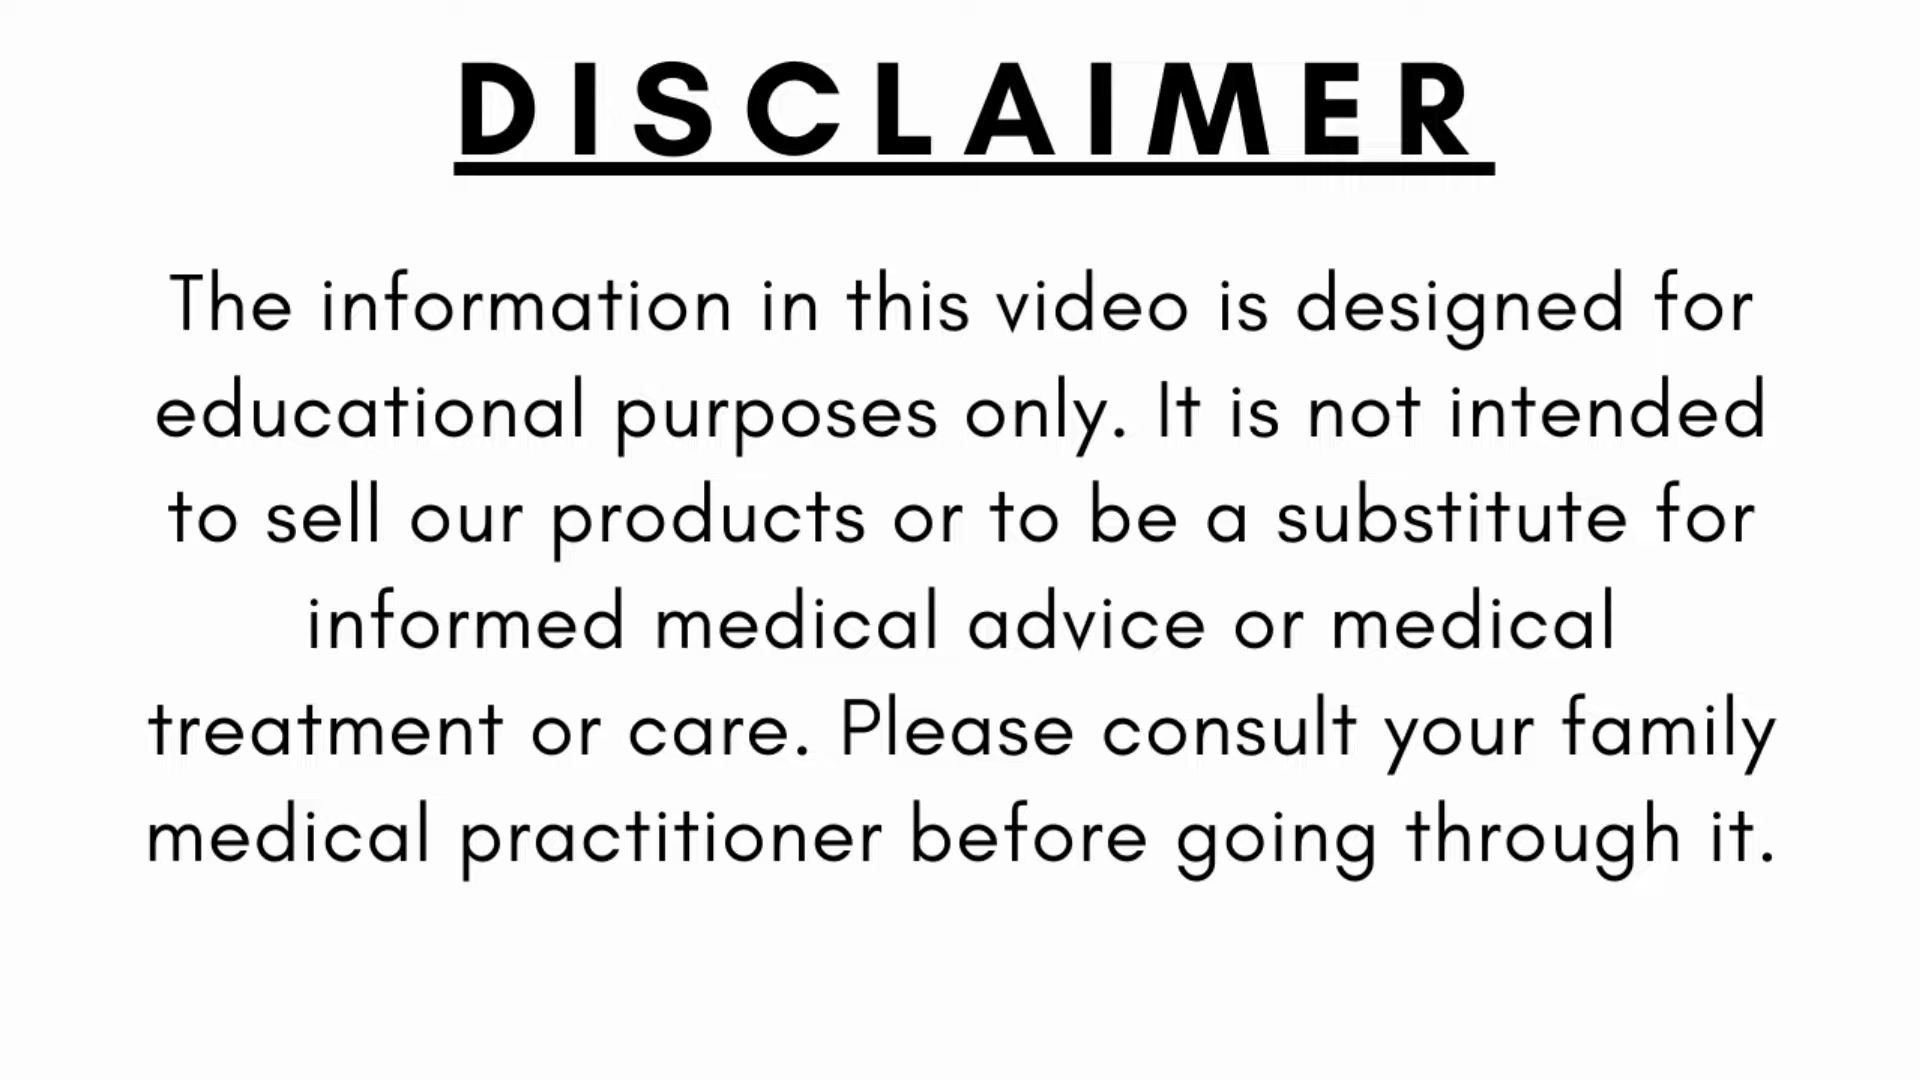 DISCLAIMER
The information in this video is designed for
educational purposes only. It is not intended
to sell our products or to be a substitute for
informed medical advice or medical
treatment or care. Please consult your family
medical practitioner before going through it.